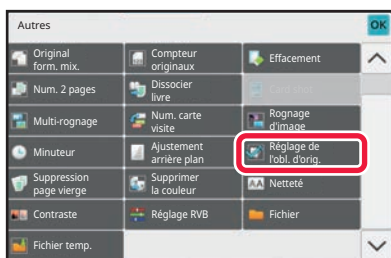 Autres
OK
Original
form. mix.
Compteur
originaux
Effacement
Num. 2 pages
Dissocier
livre
Multi-rognage
Num. carte
visite
Rognage
d'image
Minuteur
Ajustement
arrière plan
Réglage de
l'obl. d'orig.
Suppression
page vierge
Supprimer
la couleur
AA Netteté
Contraste
Réglage RVB
Fichier
Fichier temp.